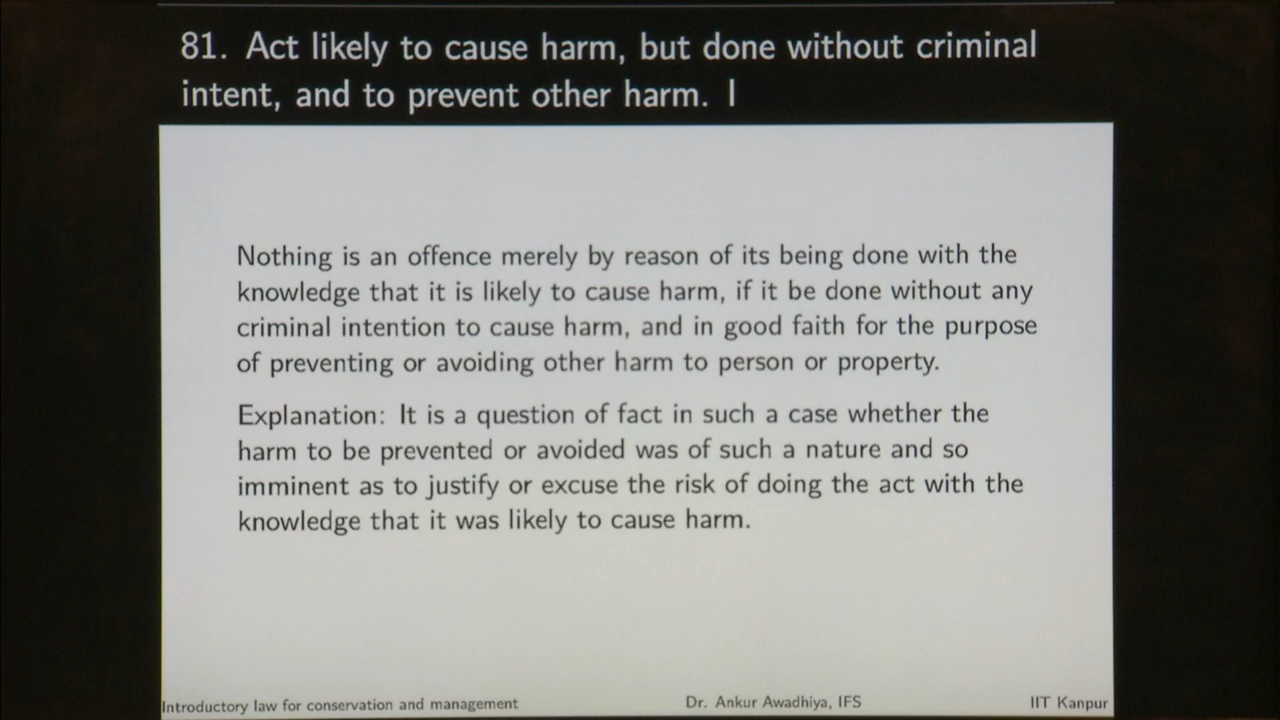 81. Act likely to cause harm, but done without criminal
intent, and to prevent other harm. I
Nothing is an offence merely by reason of its being done with the
knowledge that it is likely to cause harm, if it be done without any
criminal intention to cause harm, and in good faith for the purpose
of preventing or avoiding other harm to person or property.
Explanation: It is a question of fact in such a case whether the
harm to be prevented or avoided was of such a nature and so
imminent as to justify or excuse the risk of doing the act with the
knowledge that it was likely to cause harm.
Introductory law for conservation and management Dr. Ankur Awadhiya, IFS IIT Kanpur